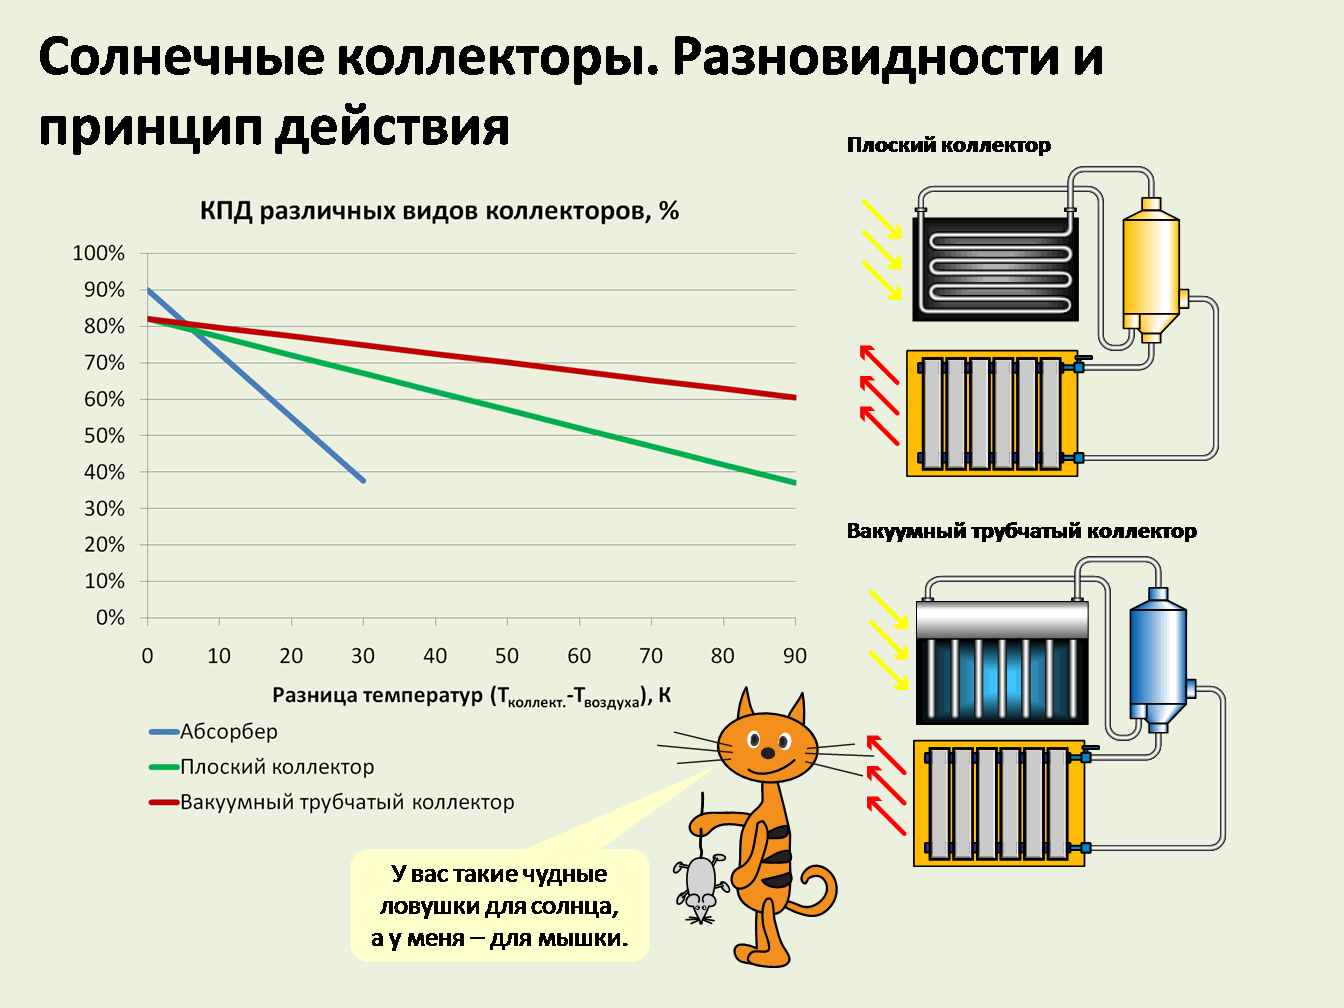 Солнечные коллекторы. Разновидности и
принцип действия
Плоский коллектор
КПД различных видов коллекторов, %
100%
90%
80%
70%
60%
50%
40%
30%
20%
10%
0%
0 10 20 30 40 50 60 70 80 90
Разница температур (Tколлект.-Tвоздуха), К
Абсорбер
Плоский коллектор
Вакуумный трубчатый коллектор
Вакуумный трубчатый коллектор
У вас такие чудные
ловушки для солнца,
а у меня – для мышки.